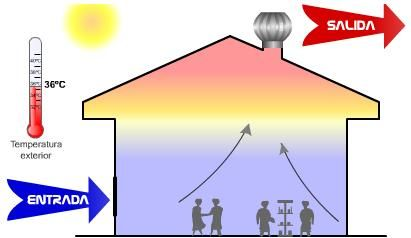 SALIDA
36ºC
Temperatura
exterior
ENTRADA